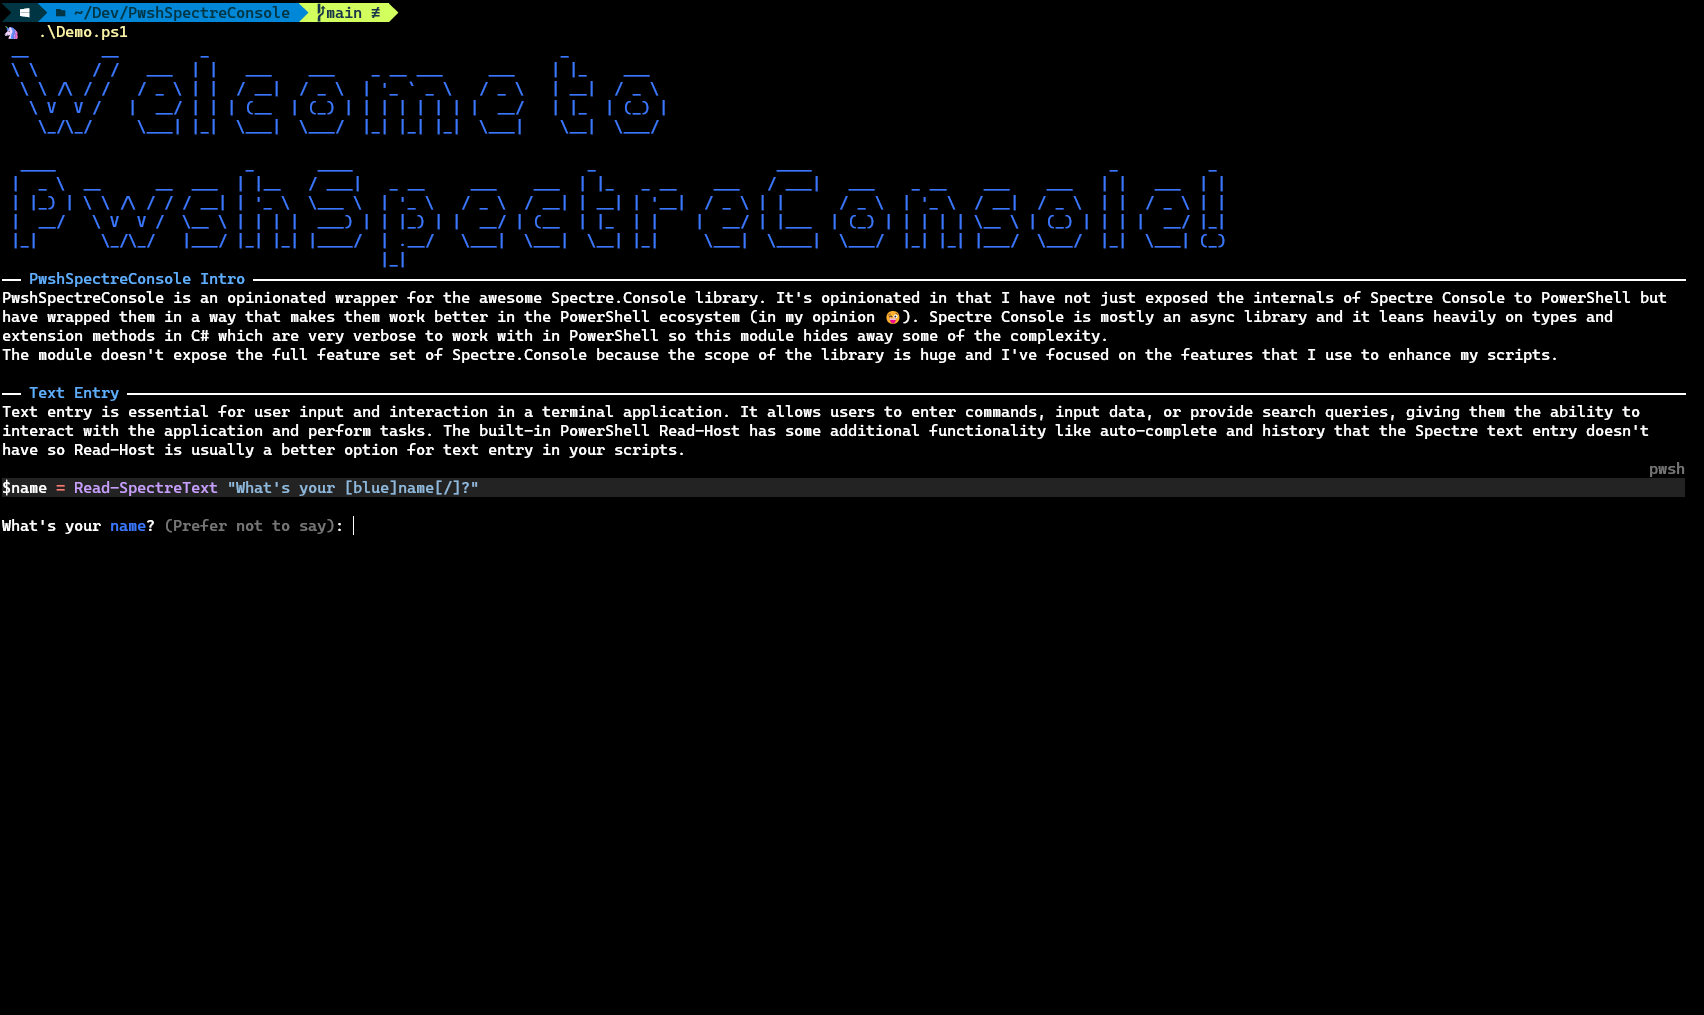 ~/Dev/PwshSpectreConsole main ≢
.\Demo.ps1
Welcome to
PwshSpectreConsole!
PwshSpectreConsole Intro
PwshSpectreConsole is an opinionated wrapper for the awesome Spectre.Console library. It's opinionated in that I have not just exposed the internals of Spectre Console to PowerShell but
have wrapped them in a way that makes them work better in the PowerShell ecosystem (in my opinion 😜). Spectre Console is mostly an async library and it leans heavily on types and
extension methods in C# which are very verbose to work with in PowerShell so this module hides away some of the complexity.
The module doesn't expose the full feature set of Spectre.Console because the scope of the library is huge and I've focused on the features that I use to enhance my scripts.
Text Entry
Text entry is essential for user input and interaction in a terminal application. It allows users to enter commands, input data, or provide search queries, giving them the ability to
interact with the application and perform tasks. The built-in PowerShell Read-Host has some additional functionality like auto-complete and history that the Spectre text entry doesn't
have so Read-Host is usually a better option for text entry in your scripts.
pwsh
$name = Read-SpectreText "What's your [blue]name[/]?"
What's your name? (Prefer not to say):